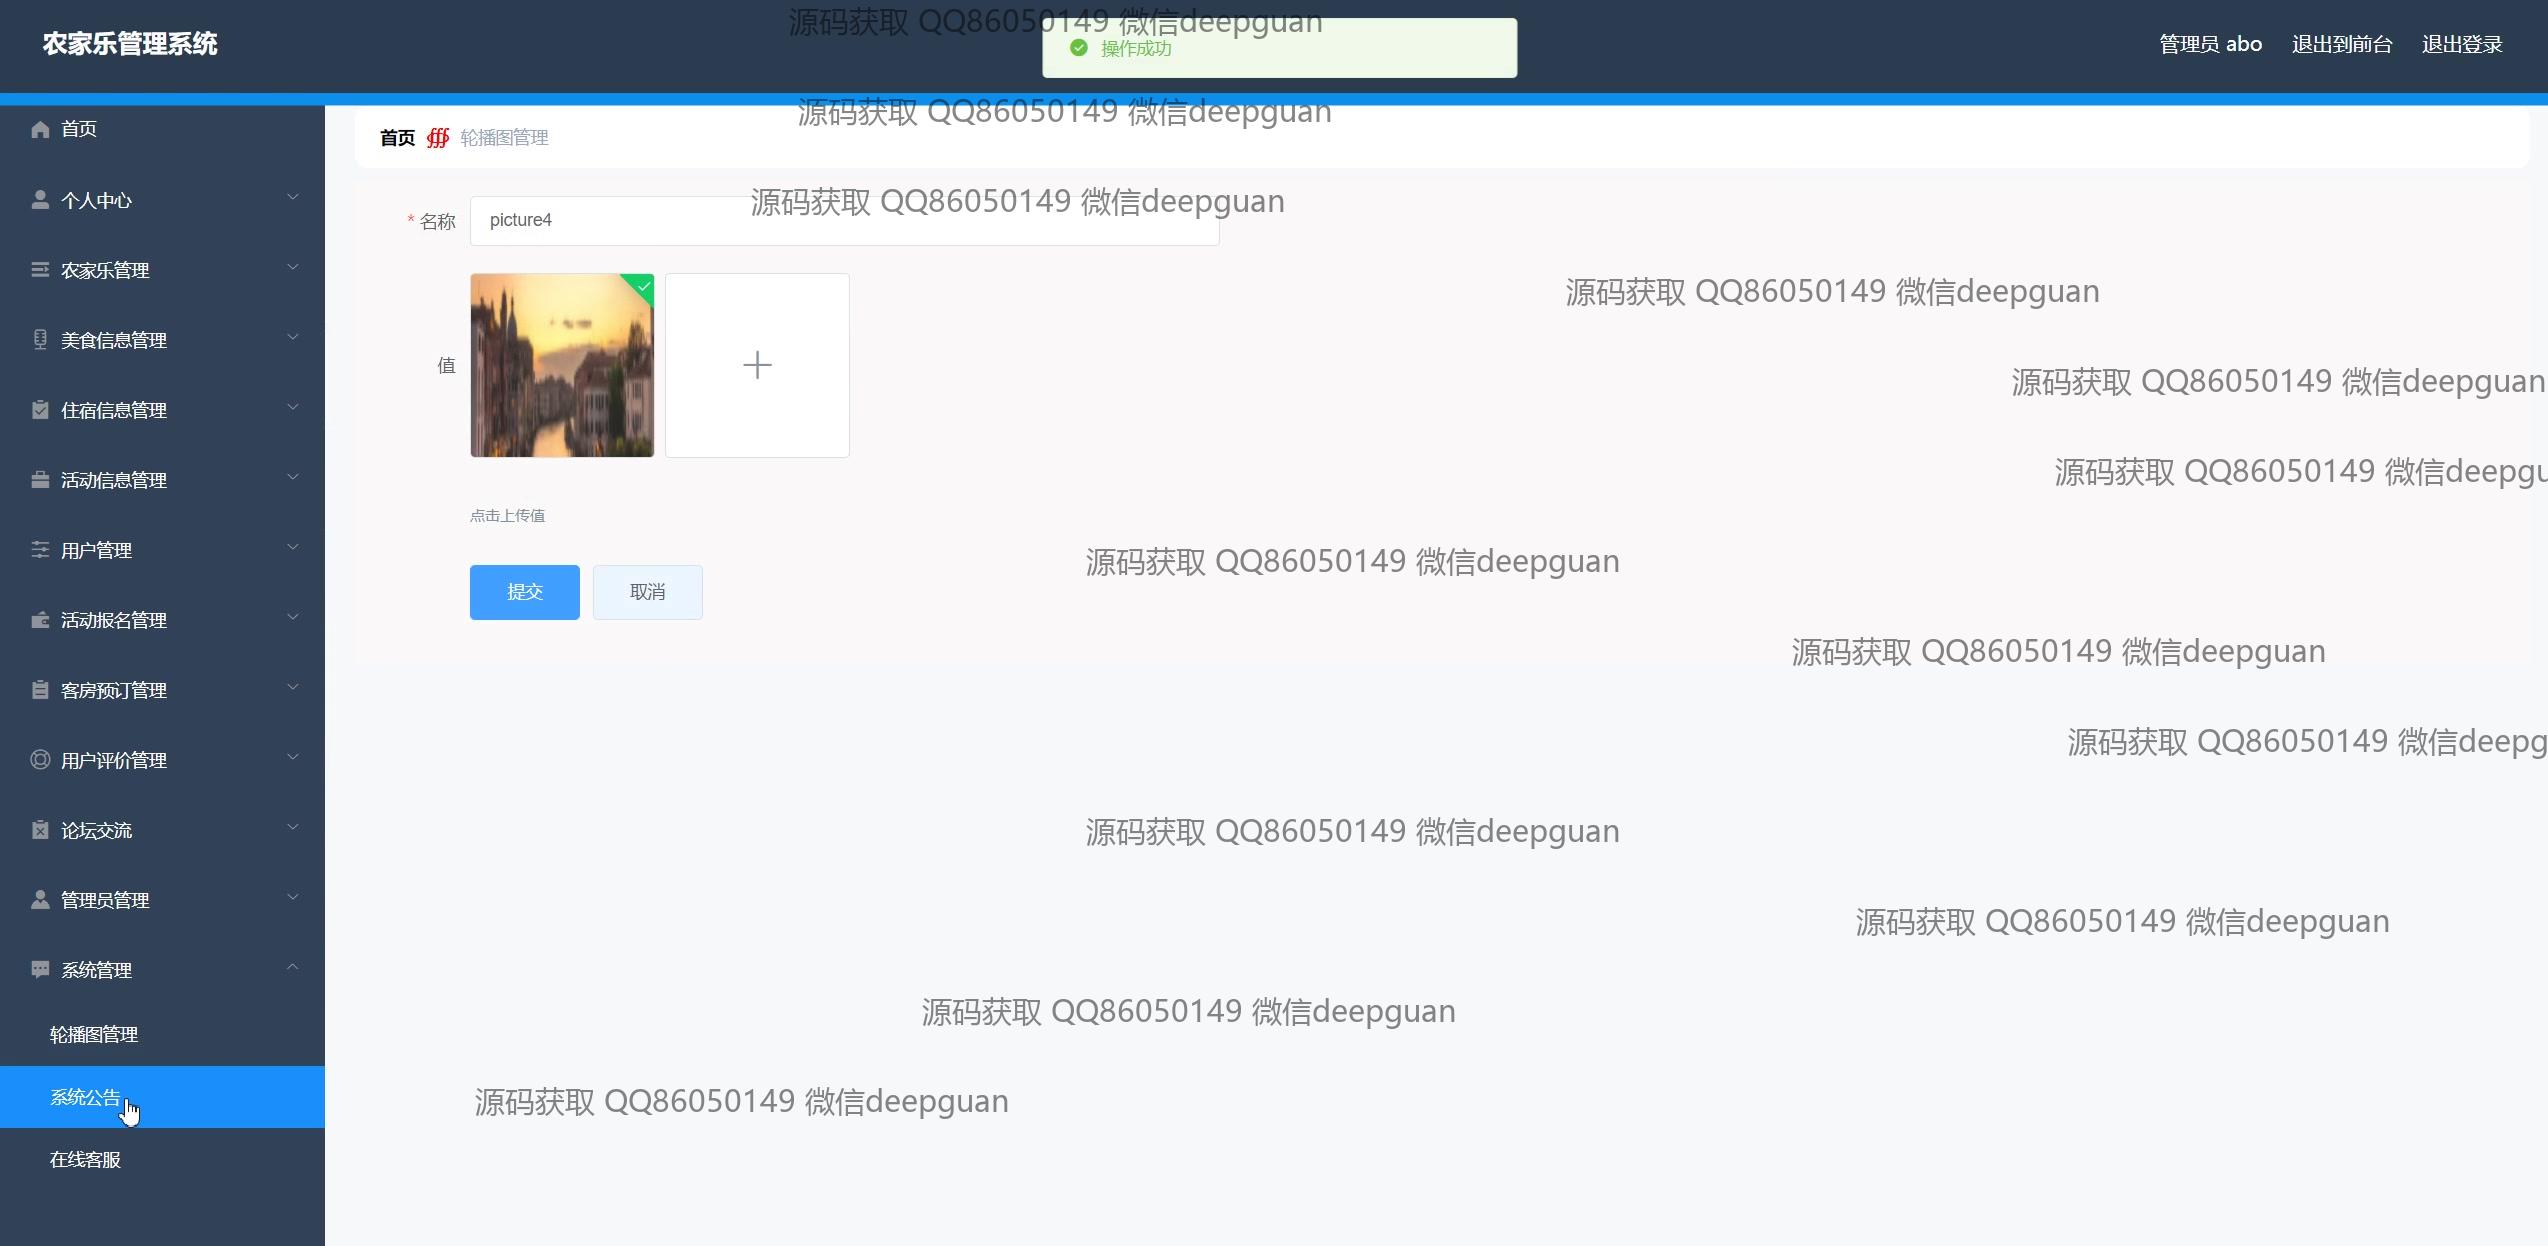 源码获取 QQ86050149 微信deepguan
农家乐管理系统
操作成功
管理员 abo
退出到前台
退出登录
源码获取 QQ86050149 微信deepguan
首页
首页
轮播图管理
个人中心
源码获取 QQ86050149 微信deepguan
* 名称
picture4
农家乐管理
源码获取 QQ86050149 微信deepguan
美食信息管理
值
源码获取 QQ86050149 微信deepguan
住宿信息管理
源码获取 QQ86050149 微信deepgu
活动信息管理
点击上传值
用户管理
源码获取 QQ86050149 微信deepguan
提交
取消
活动报名管理
源码获取 QQ86050149 微信deepguan
客房预订管理
源码获取 QQ86050149 微信deepg
用户评价管理
论坛交流
源码获取 QQ86050149 微信deepguan
管理员管理
源码获取 QQ86050149 微信deepguan
系统管理
源码获取 QQ86050149 微信deepguan
轮播图管理
系统公告
源码获取 QQ86050149 微信deepguan
在线客服